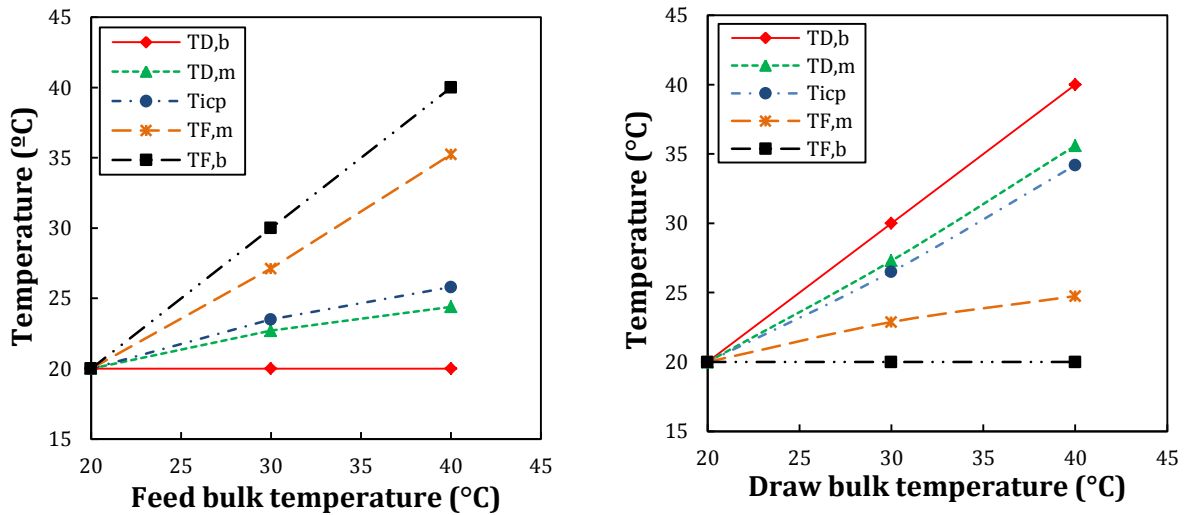 45
40
35
30
25
20
15
20 25 30 35 40 45
Temperature (ºC)
Feed bulk temperature (°C)
TD,b
TD,m
Ticp
TF,m
TF,b
45
40
35
30
25
20
15
20 25 30 35 40 45
Temperature (°C)
Draw bulk temperature (°C)
TD,b
TD,m
Ticp
TF,m
TF,b